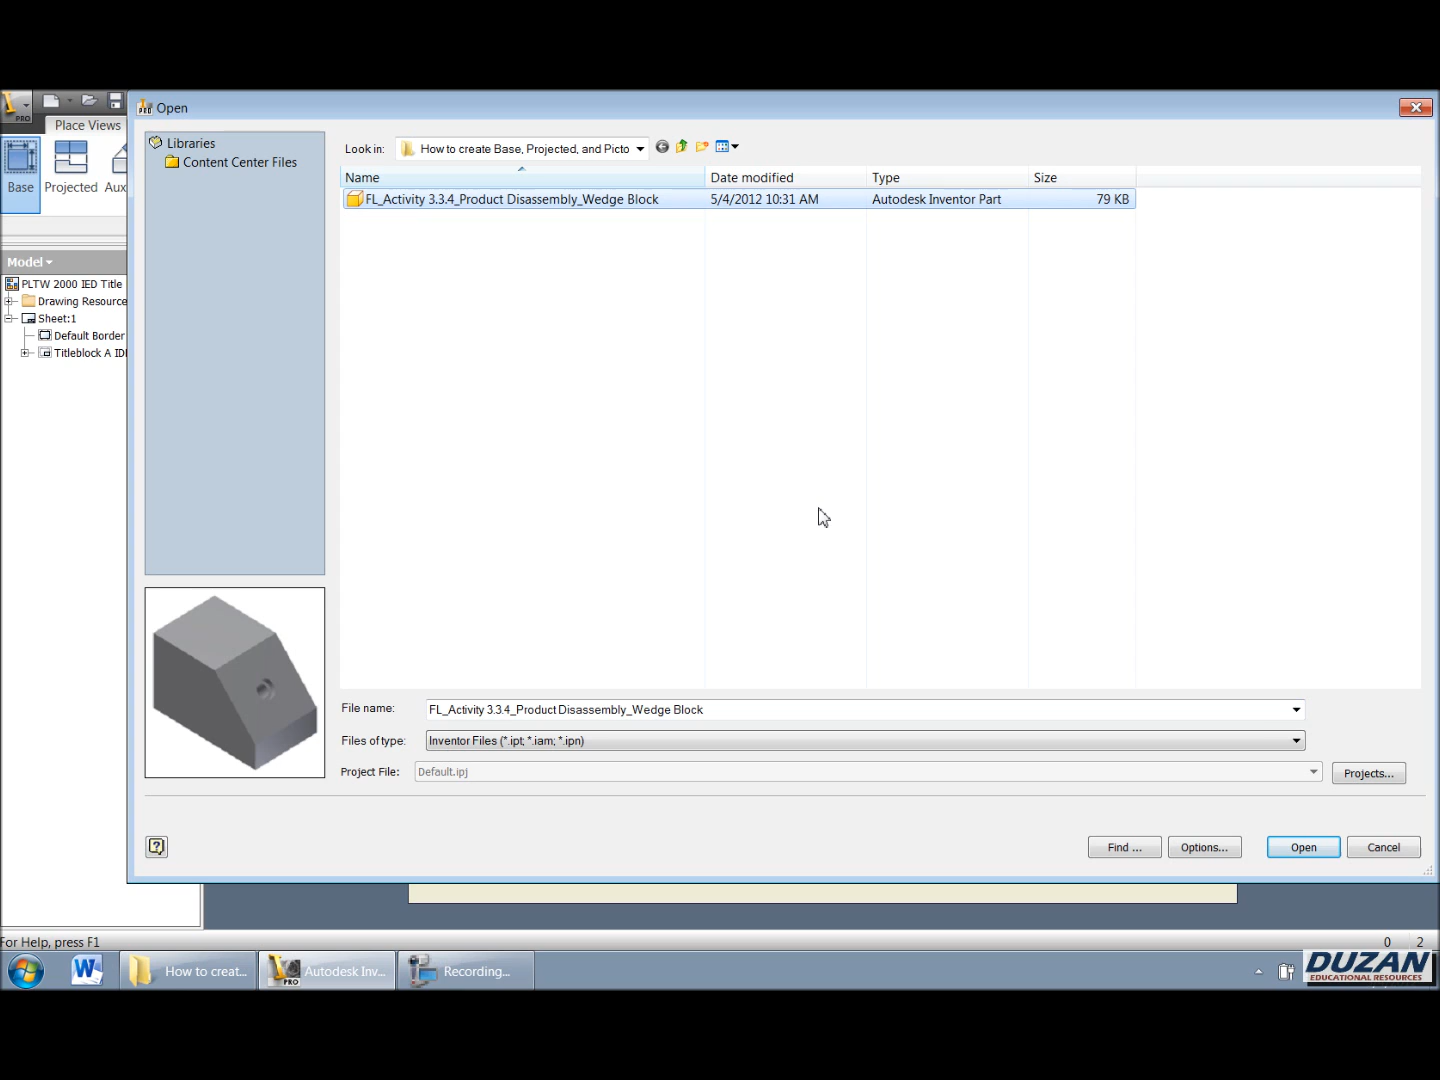 Open
PRO
Place Views
Base
Projected
Aux
Libraries
Content Center Files
Look in:
How to create Base, Projected, and Picto
Name
Date modified
Type
Size
FL_Activity 3.3.4_Product Disassembly_Wedge Block
5/4/2012 10:31 AM
Autodesk Inventor Part
79 KB
Model
PLTW 2000 IED Title
Drawing Resource
Sheet:1
Default Border
Titleblock A IDI
File name:
FL_Activity 3.3.4_Product Disassembly_Wedge Block
Files of type:
Inventor Files (*.ipt; *.iam; *.ipn)
Project File:
Default.ipj
Projects...
Find ...
Options...
Open
Cancel
For Help, press F1
0
2
How to creat...
PRO
Autodesk Inv...
Recording...
DUZAN
EDUCATIONAL RESOURCES